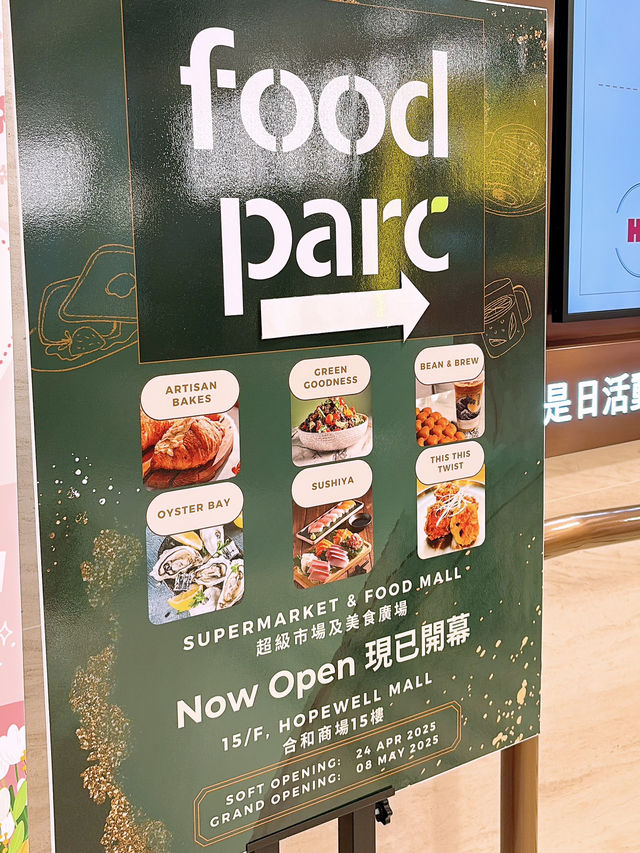 food
parc
ARTISAN
BAKES
GREEN
GOODNESS
BEAN & BREW
OYSTER BAY
SUSHIYA
THIS THIS
TWIST
SUPERMARKET & FOOD MALL
超級市場及美食廣場
Now Open 現已開幕
15/F, HOPEWELL MALL
合和商場15樓
SOFT OPENING: 24 APR 2025
GRAND OPENING: 08 MAY 2025
H
是日活動